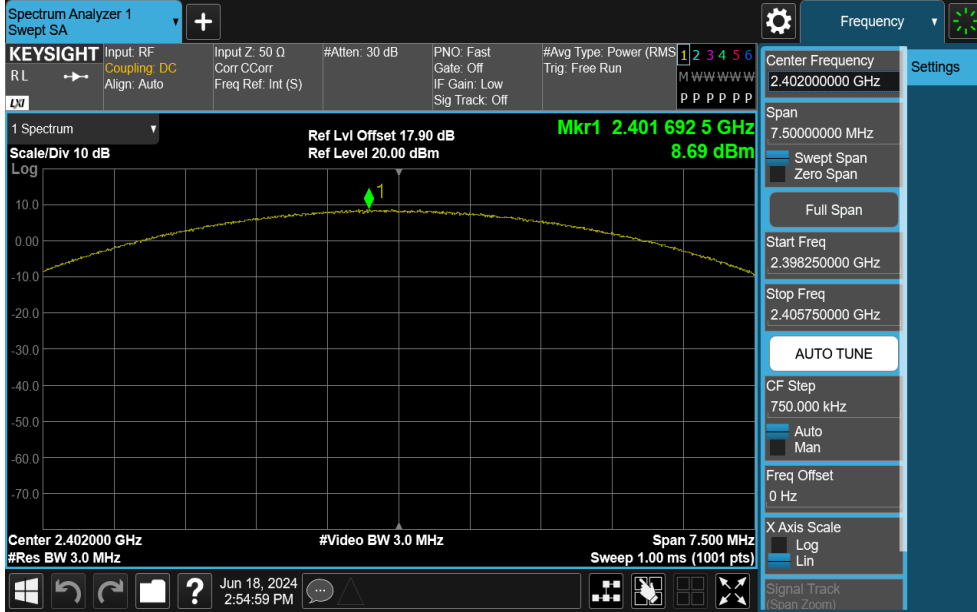 Spectrum Analyzer 1
Swept SA
+
Frequency
KEYSIGHT
R L
LXI
Input: RF
Coupling: DC
Align: Auto
Input Z: 50 Ω
Corr CCorr
Freq Ref: Int (S)
#Atten: 30 dB
PNO: Fast
Gate: Off
IF Gain: Low
Sig Track: Off
#Avg Type: Power (RMS
Trig: Free Run
1 2 3 4 5 6
M W W W W W
P P P P P P
1 Spectrum
Scale/Div 10 dB
Log
Ref Lvl Offset 17.90 dB
Ref Level 20.00 dBm
Mkr1 2.401 692 5 GHz
8.69 dBm
1
10.0
0.00
-10.0
-20.0
-30.0
-40.0
-50.0
-60.0
-70.0
Center 2.402000 GHz
#Res BW 3.0 MHz
#Video BW 3.0 MHz
Span 7.500 MHz
Sweep 1.00 ms (1001 pts)
Center Frequency
2.402000000 GHz
Span
7.50000000 MHz
Swept Span
Zero Span
Full Span
Start Freq
2.398250000 GHz
Stop Freq
2.405750000 GHz
AUTO TUNE
CF Step
750.000 kHz
Auto
Man
Freq Offset
0 Hz
X Axis Scale
Log
Lin
Signal Track
(Span Zoom)
Settings
?
Jun 18, 2024
2:54:59 PM